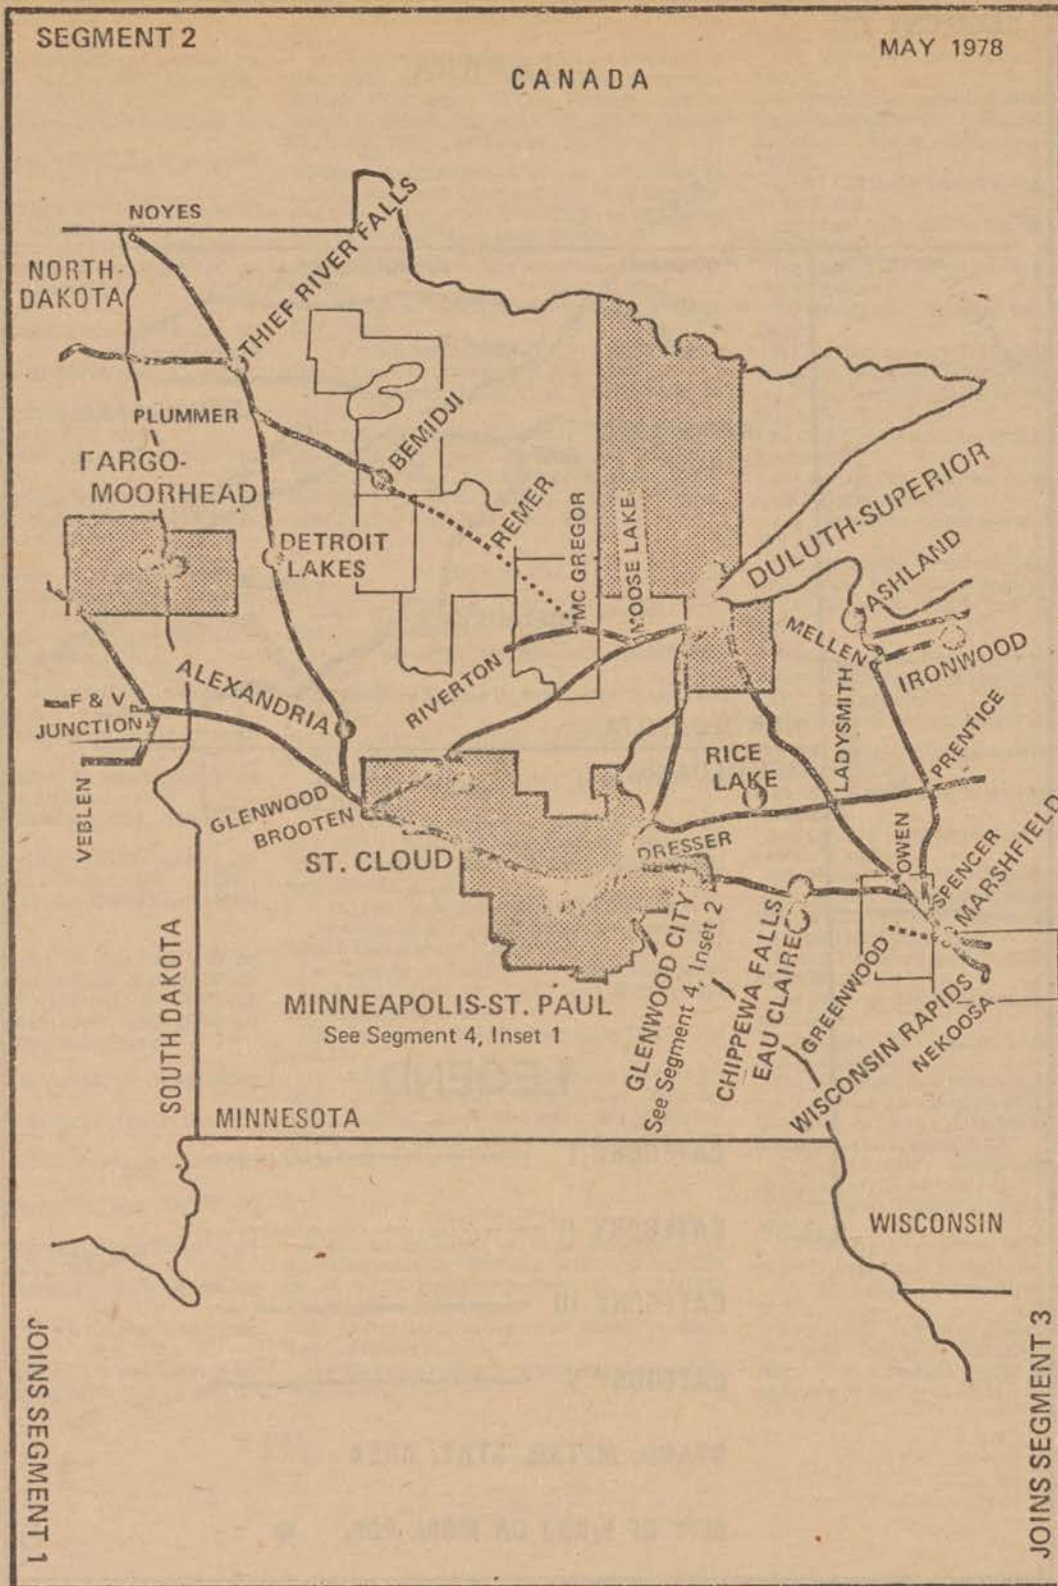 SEGMENT 2
MAY 1978
CANADA
NOYES
NORTH
DAKOTA
THIEF RIVER FALLS
PLUMMER
BEMIDJI
FARGO-
MOORHEAD
REMER
MC GREGOR
MOOSE LAKE
DULUTH-SUPERIOR
DETROIT
LAKES
ASHLAND
MELLEN
IRONWOOD
ALEXANDRIA
RIVERTON
F & V
JUNCTION
LADYSMITH
PRENTICE
RICE
LAKE
VEBLEN
GLENWOOD
BROOTEN
ST. CLOUD
DRESSER
OWEN
SPENCER
MARSHFIELD
SOUTH DAKOTA
MINNEAPOLIS-ST. PAUL
See Segment 4, Inset 1
GLENWOOD CITY
See Segment 4, Inset 2
CHIPPEWA FALLS
EAU CLAIRE
GREENWOOD
WISCONSIN RAPIDS
NEKOOSA
MINNESOTA
WISCONSIN
JOINS SEGMENT 1
JOINS SEGMENT 3